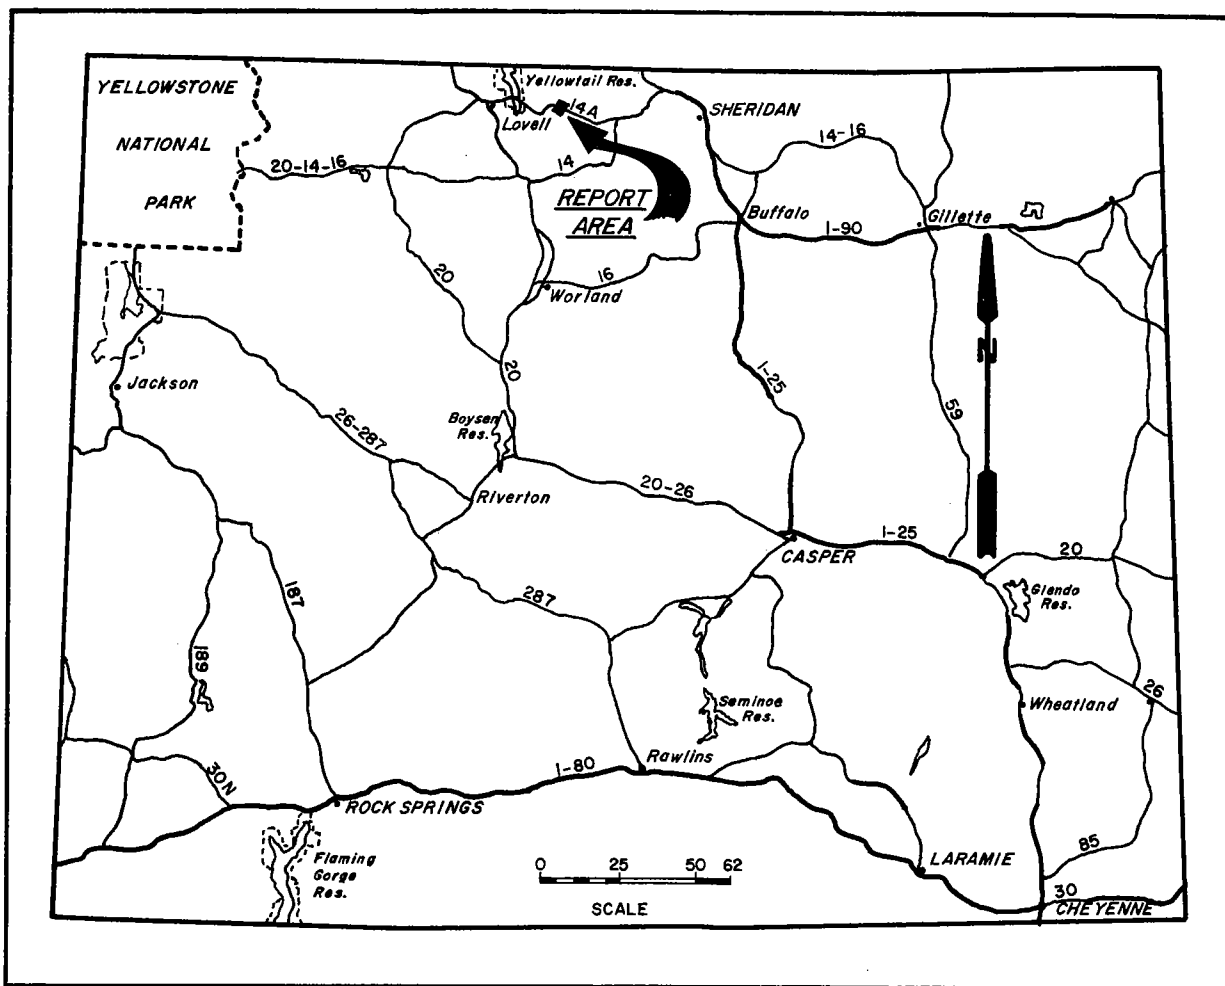 YELLOWSTONE
NATIONAL
PARK
Yellowtail Res.
14A
Lovell
SHERIDAN
14-16
20-14-16
14
REPORT
AREA
Buffalo
Gillette
I-90
20
16
Worland
N
Jackson
20
I-25
59
26-287
Boysen
Res.
Riverton
20-26
CASPER
I-25
20
Glendo
Res.
187
287
189
Seminoe
Res.
26
Wheatland
30N
Rawlins
I-80
ROCK SPRINGS
Flaming
Gorge
Res.
0 25 50 62
SCALE
LARAMIE
85
30
CHEYENNE